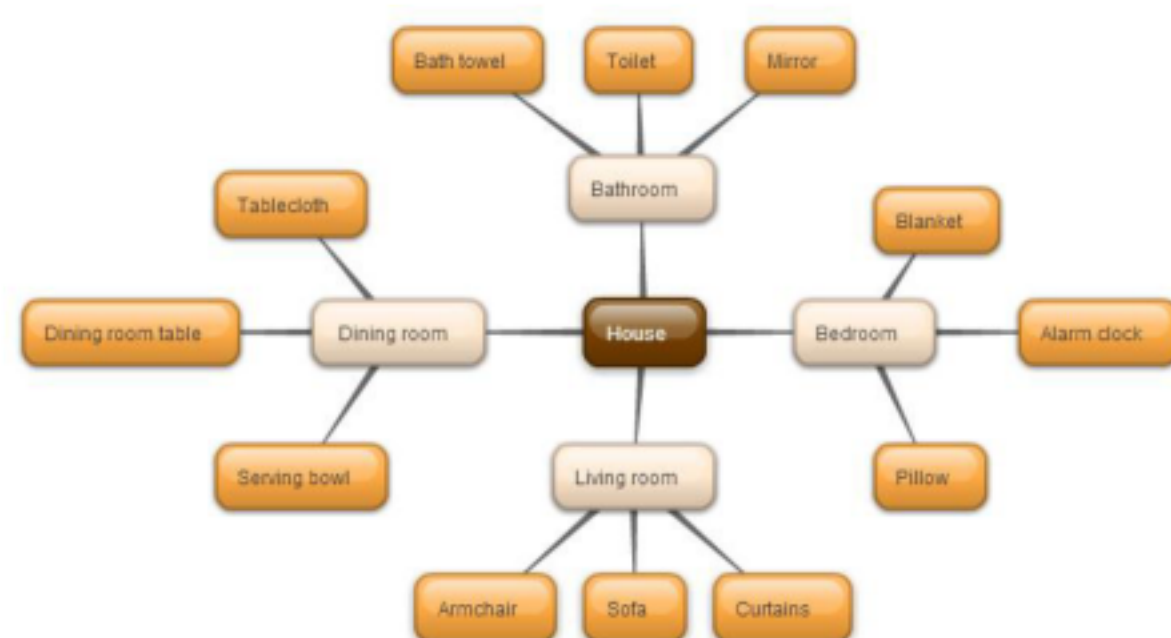 Bath towel
Toilet
Mirror
Bathroom
Tablecloth
Blanket
Dining room table
Dining room
House
Bedroom
Alarm clock
Serving bowl
Living room
Pillow
Armchair
Sofa
Curtains